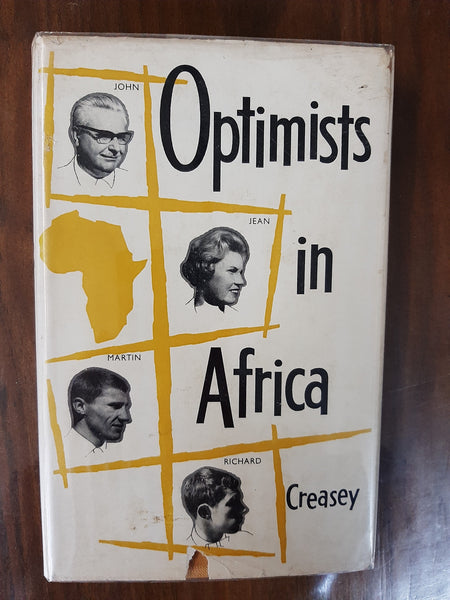 JOHN
Optimists
JEAN
in
MARTIN
Africa
RICHARD
Creasey